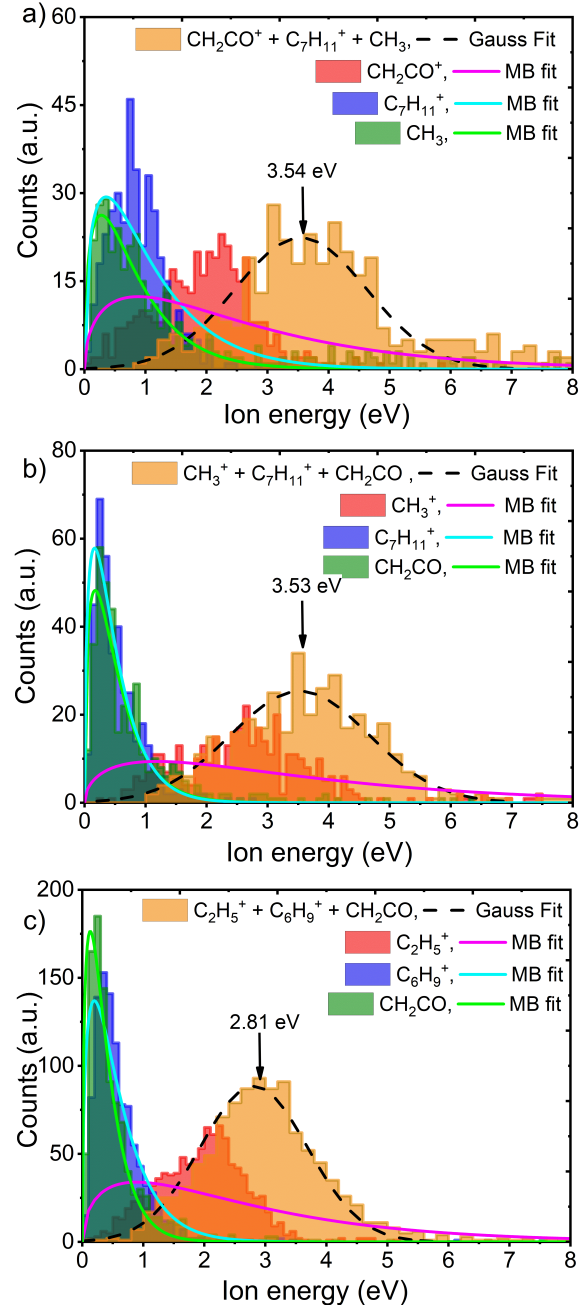 a)
60
45
30
15
0
Counts (a.u.)
CH₂CO⁺ + C₇H₁₁⁺ + CH₃, Gauss Fit
CH₂CO⁺, MB fit
C₇H₁₁⁺, MB fit
CH₃, MB fit
3.54 eV
0 1 2 3 4 5 6 7 8
Ion energy (eV)
b)
80
60
40
20
0
Counts (a.u.)
CH₃⁺ + C₇H₁₁⁺ + CH₂CO , Gauss Fit
CH₃⁺, MB fit
C₇H₁₁⁺, MB fit
CH₂CO, MB fit
3.53 eV
0 1 2 3 4 5 6 7 8
Ion energy (eV)
c)
200
150
100
50
0
Counts (a.u.)
C₂H₅⁺ + C₆H₉⁺ + CH₂CO, Gauss Fit
C₂H₅⁺, MB fit
C₆H₉⁺, MB fit
CH₂CO, MB fit
2.81 eV
0 1 2 3 4 5 6 7 8
Ion energy (eV)